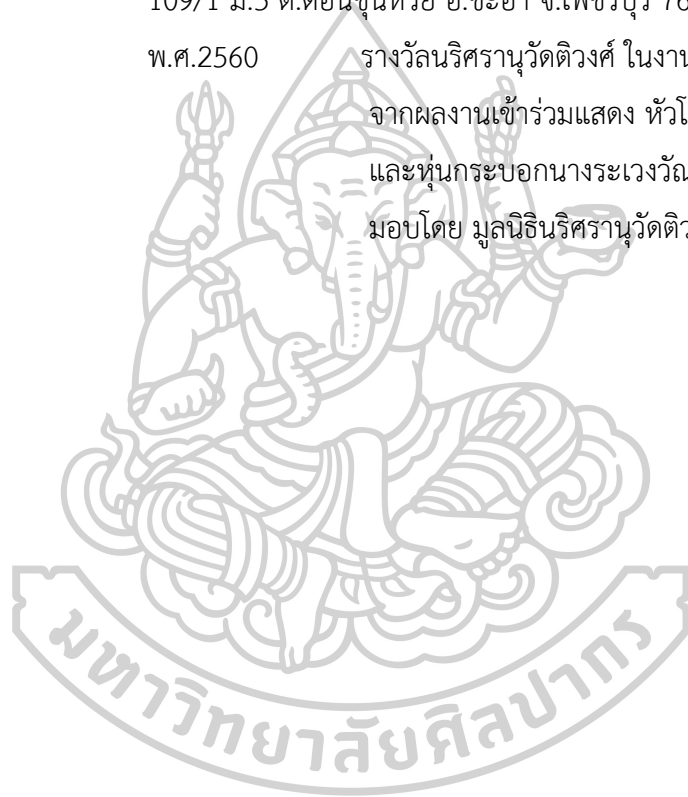 109/1 ม.5 ต.ดอนขุนห้วย อ.ชะอำ จ.เพชรบุรี 76
พ.ศ.2560 รางวัลนริศรานุวัดติวงศ์ ในงาน
จากผลงานเข้าร่วมแสดง
และหุ่นกระบอกนางระเวงวัณ
มอบโดย มูลนิธินริศรานุวัดติว
มหาวิทยาลัยศิลปากร